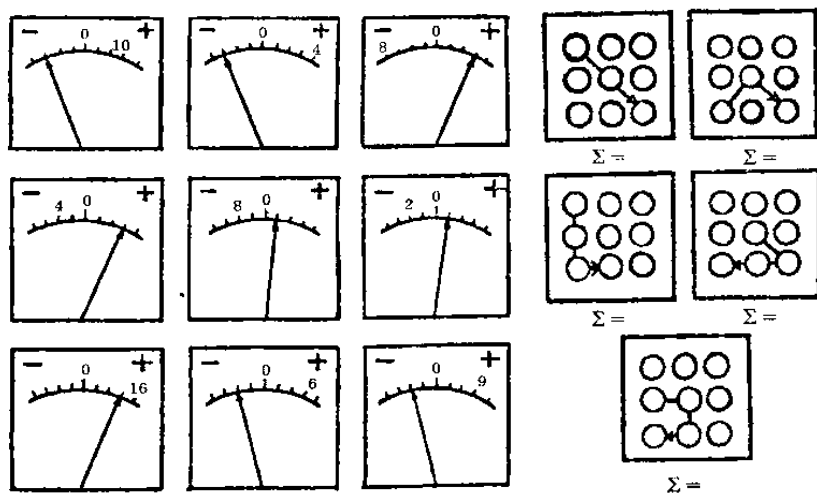 − 0 10 +
− 0 4 +
− 8 0 +
Σ =
Σ =
− 4 0 +
− 8 0 +
− 2 0 +
Σ =
Σ =
− 0 16 +
− 0 6 +
− 0 9 +
Σ =